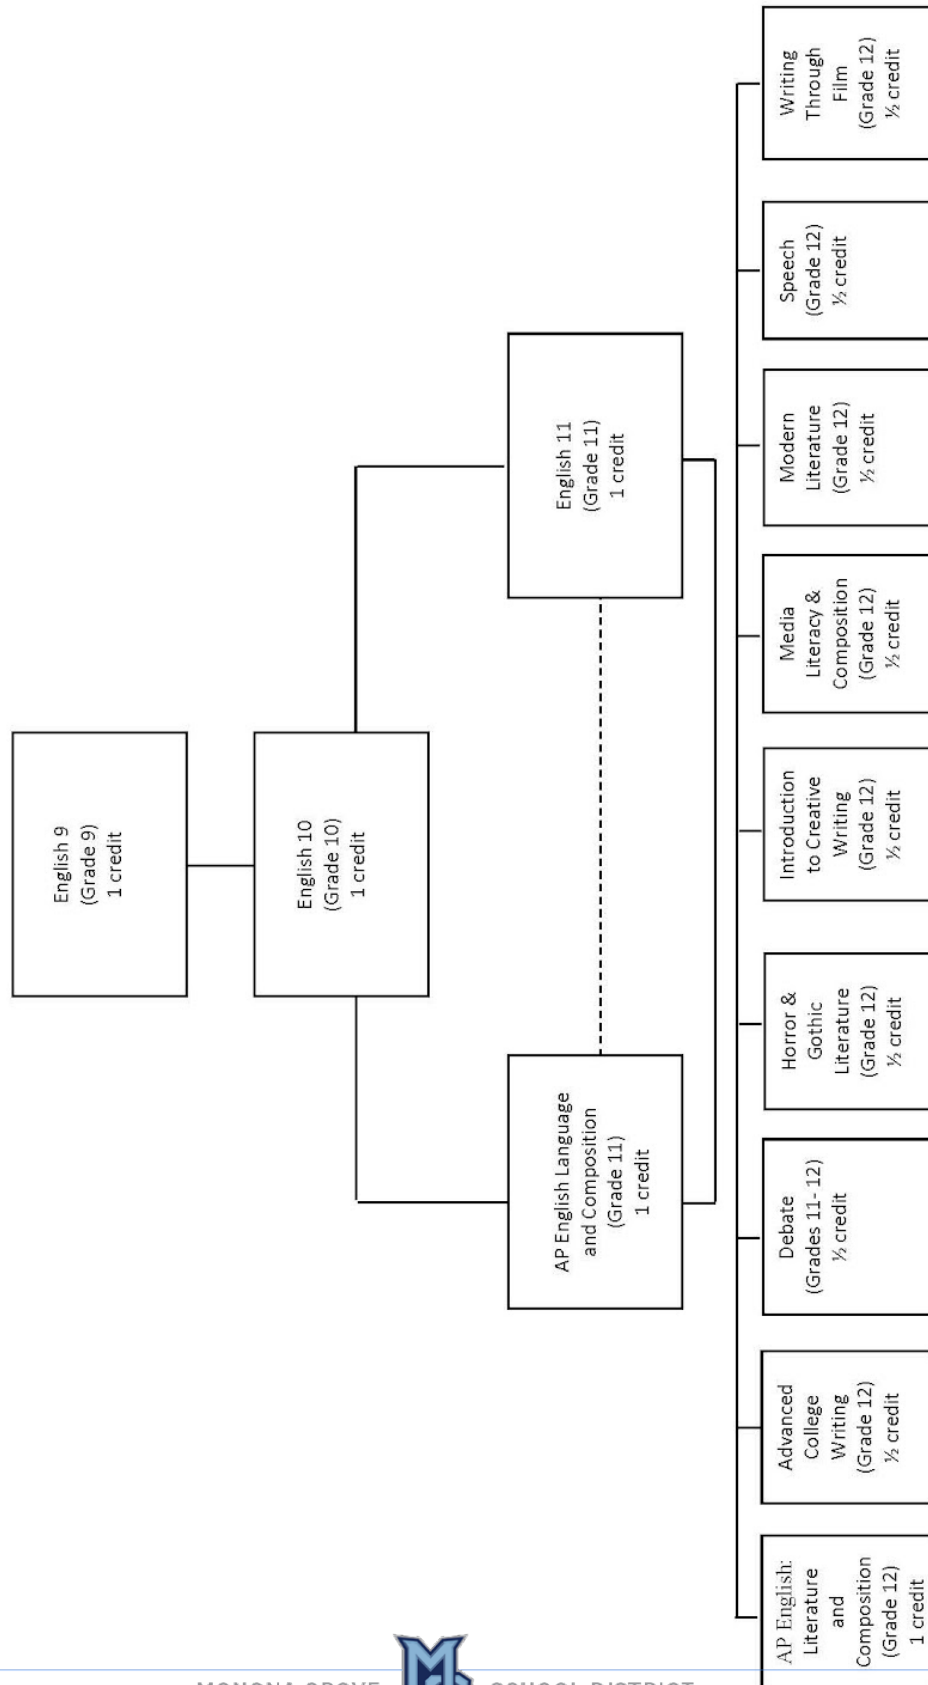 English 9
(Grade 9)
1 credit
English 10
(Grade 10)
1 credit
AP English Language
and Composition
(Grade 11)
1 credit
English 11
(Grade 11)
1 credit
AP English:
Literature
and
Composition
(Grade 12)
1 credit
Advanced
College
Writing
(Grade 12)
½ credit
Debate
(Grades 11- 12)
½ credit
Horror &
Gothic
Literature
(Grade 12)
½ credit
Introduction
to Creative
Writing
(Grade 12)
½ credit
Media
Literacy &
Composition
(Grade 12)
½ credit
Modern
Literature
(Grade 12)
½ credit
Speech
(Grade 12)
½ credit
Writing
Through
Film
(Grade 12)
½ credit
MONONA GROVE SCHOOL DISTRICT